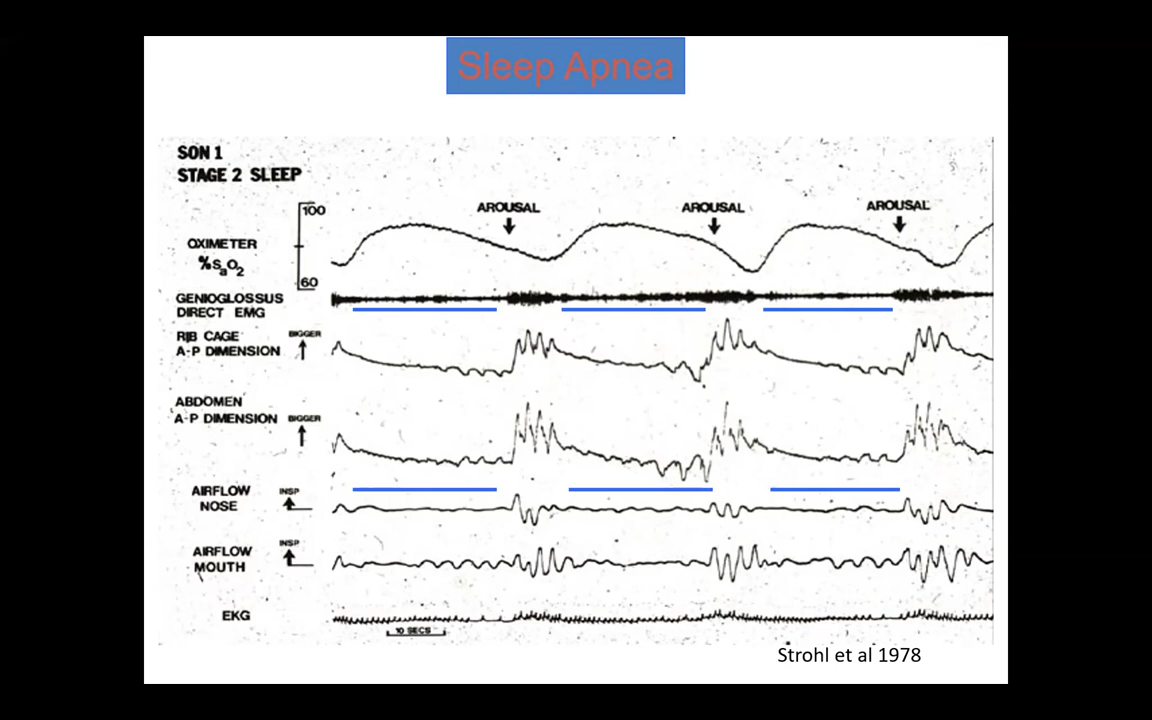 Sleep Apnea
SON 1
STAGE 2 SLEEP
AROUSAL
AROUSAL
AROUSAL
100
OXIMETER
%SaO2
60
GENIOGLOSSUS
DIRECT EMG
RIB CAGE
A-P DIMENSION
BIGGER
ABDOMEN
A-P DIMENSION
BIGGER
AIRFLOW
NOSE
INSP
AIRFLOW
MOUTH
INSP
EKG
10 SECS
Strohl et al 1978